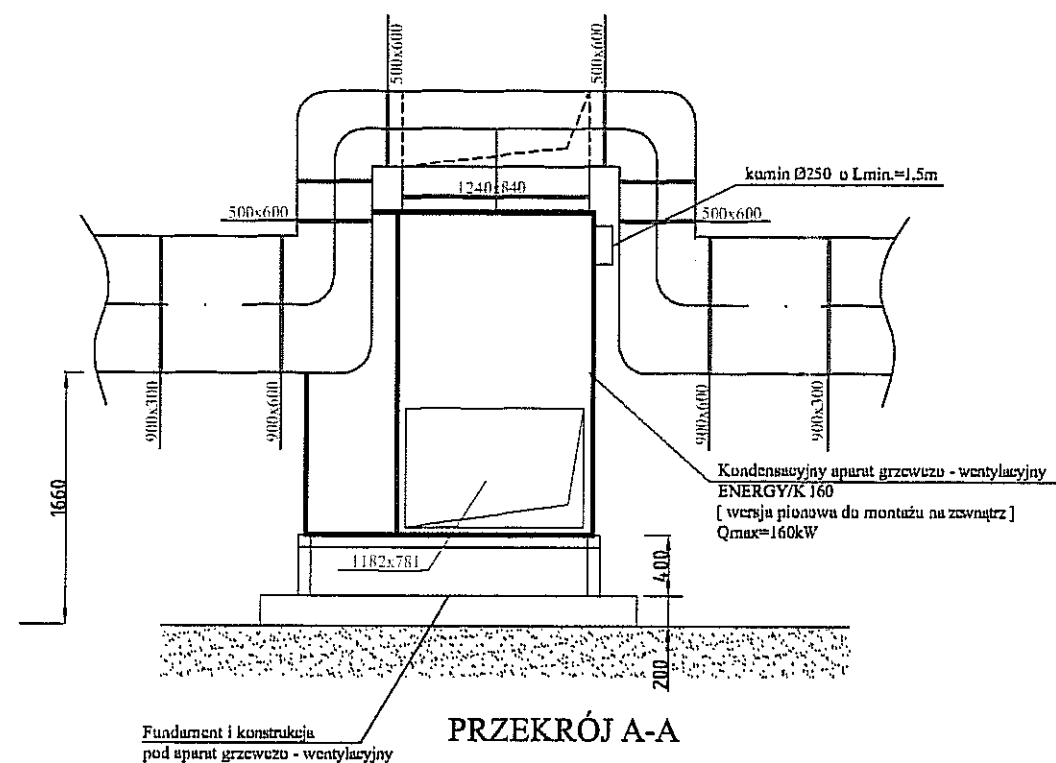 500x600
500x600
1240x840
komin Ø250 o Lmin.=1,5m
500x600
500x600
900x300
900x600
900x600
900x300
1660
Kondensacyjny aparat grzewczo - wentylacyjny
ENERGY/K 160
[ wersja pionowa do montażu na zewnątrz ]
Qmax=160kW
1182x781
400
200
Fundament i konstrukcja
pod aparat grzewczo - wentylacyjny
PRZEKRÓJ A-A